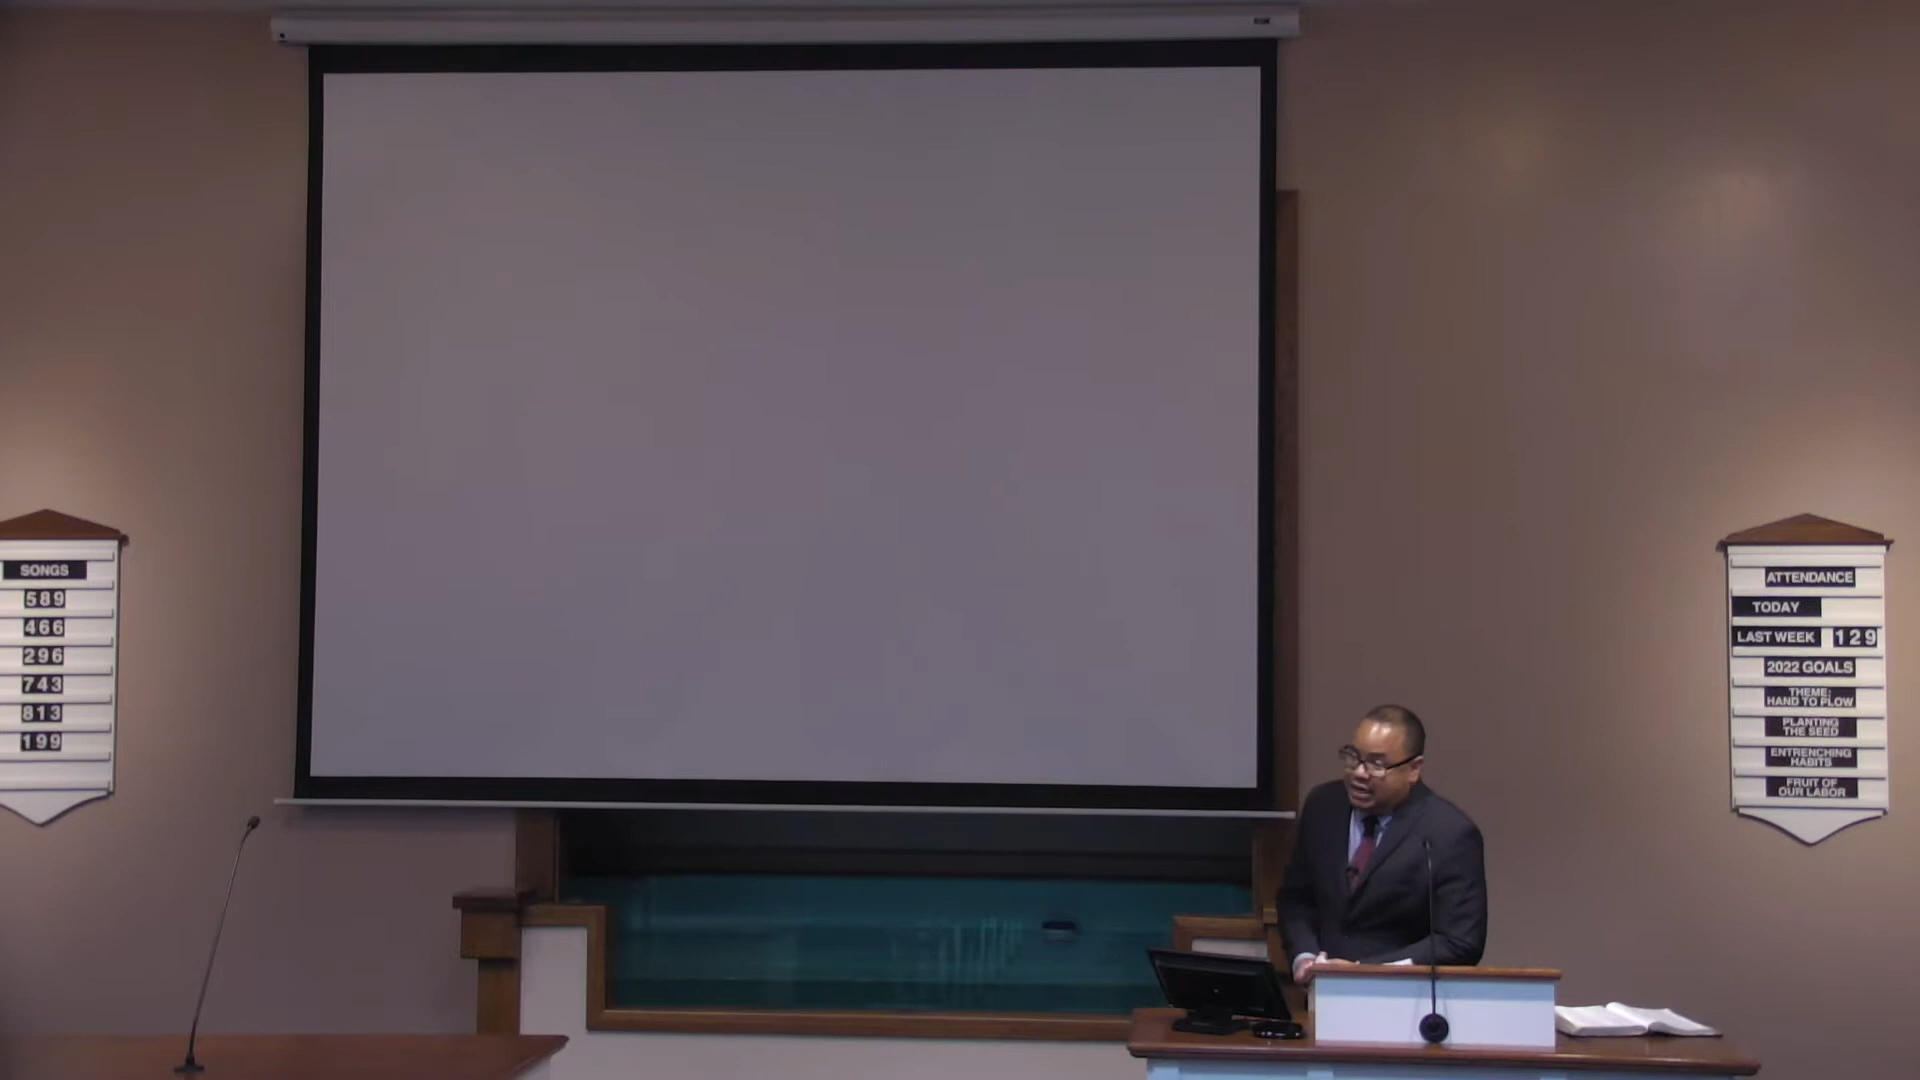 SONGS
589
466
296
743
813
199
ATTENDANCE
TODAY
LAST WEEK 129
2022 GOALS
THEME:
HAND TO PLOW
PLANTING
THE SEED
ENTRENCHING
HABITS
FRUIT OF
OUR LABOR